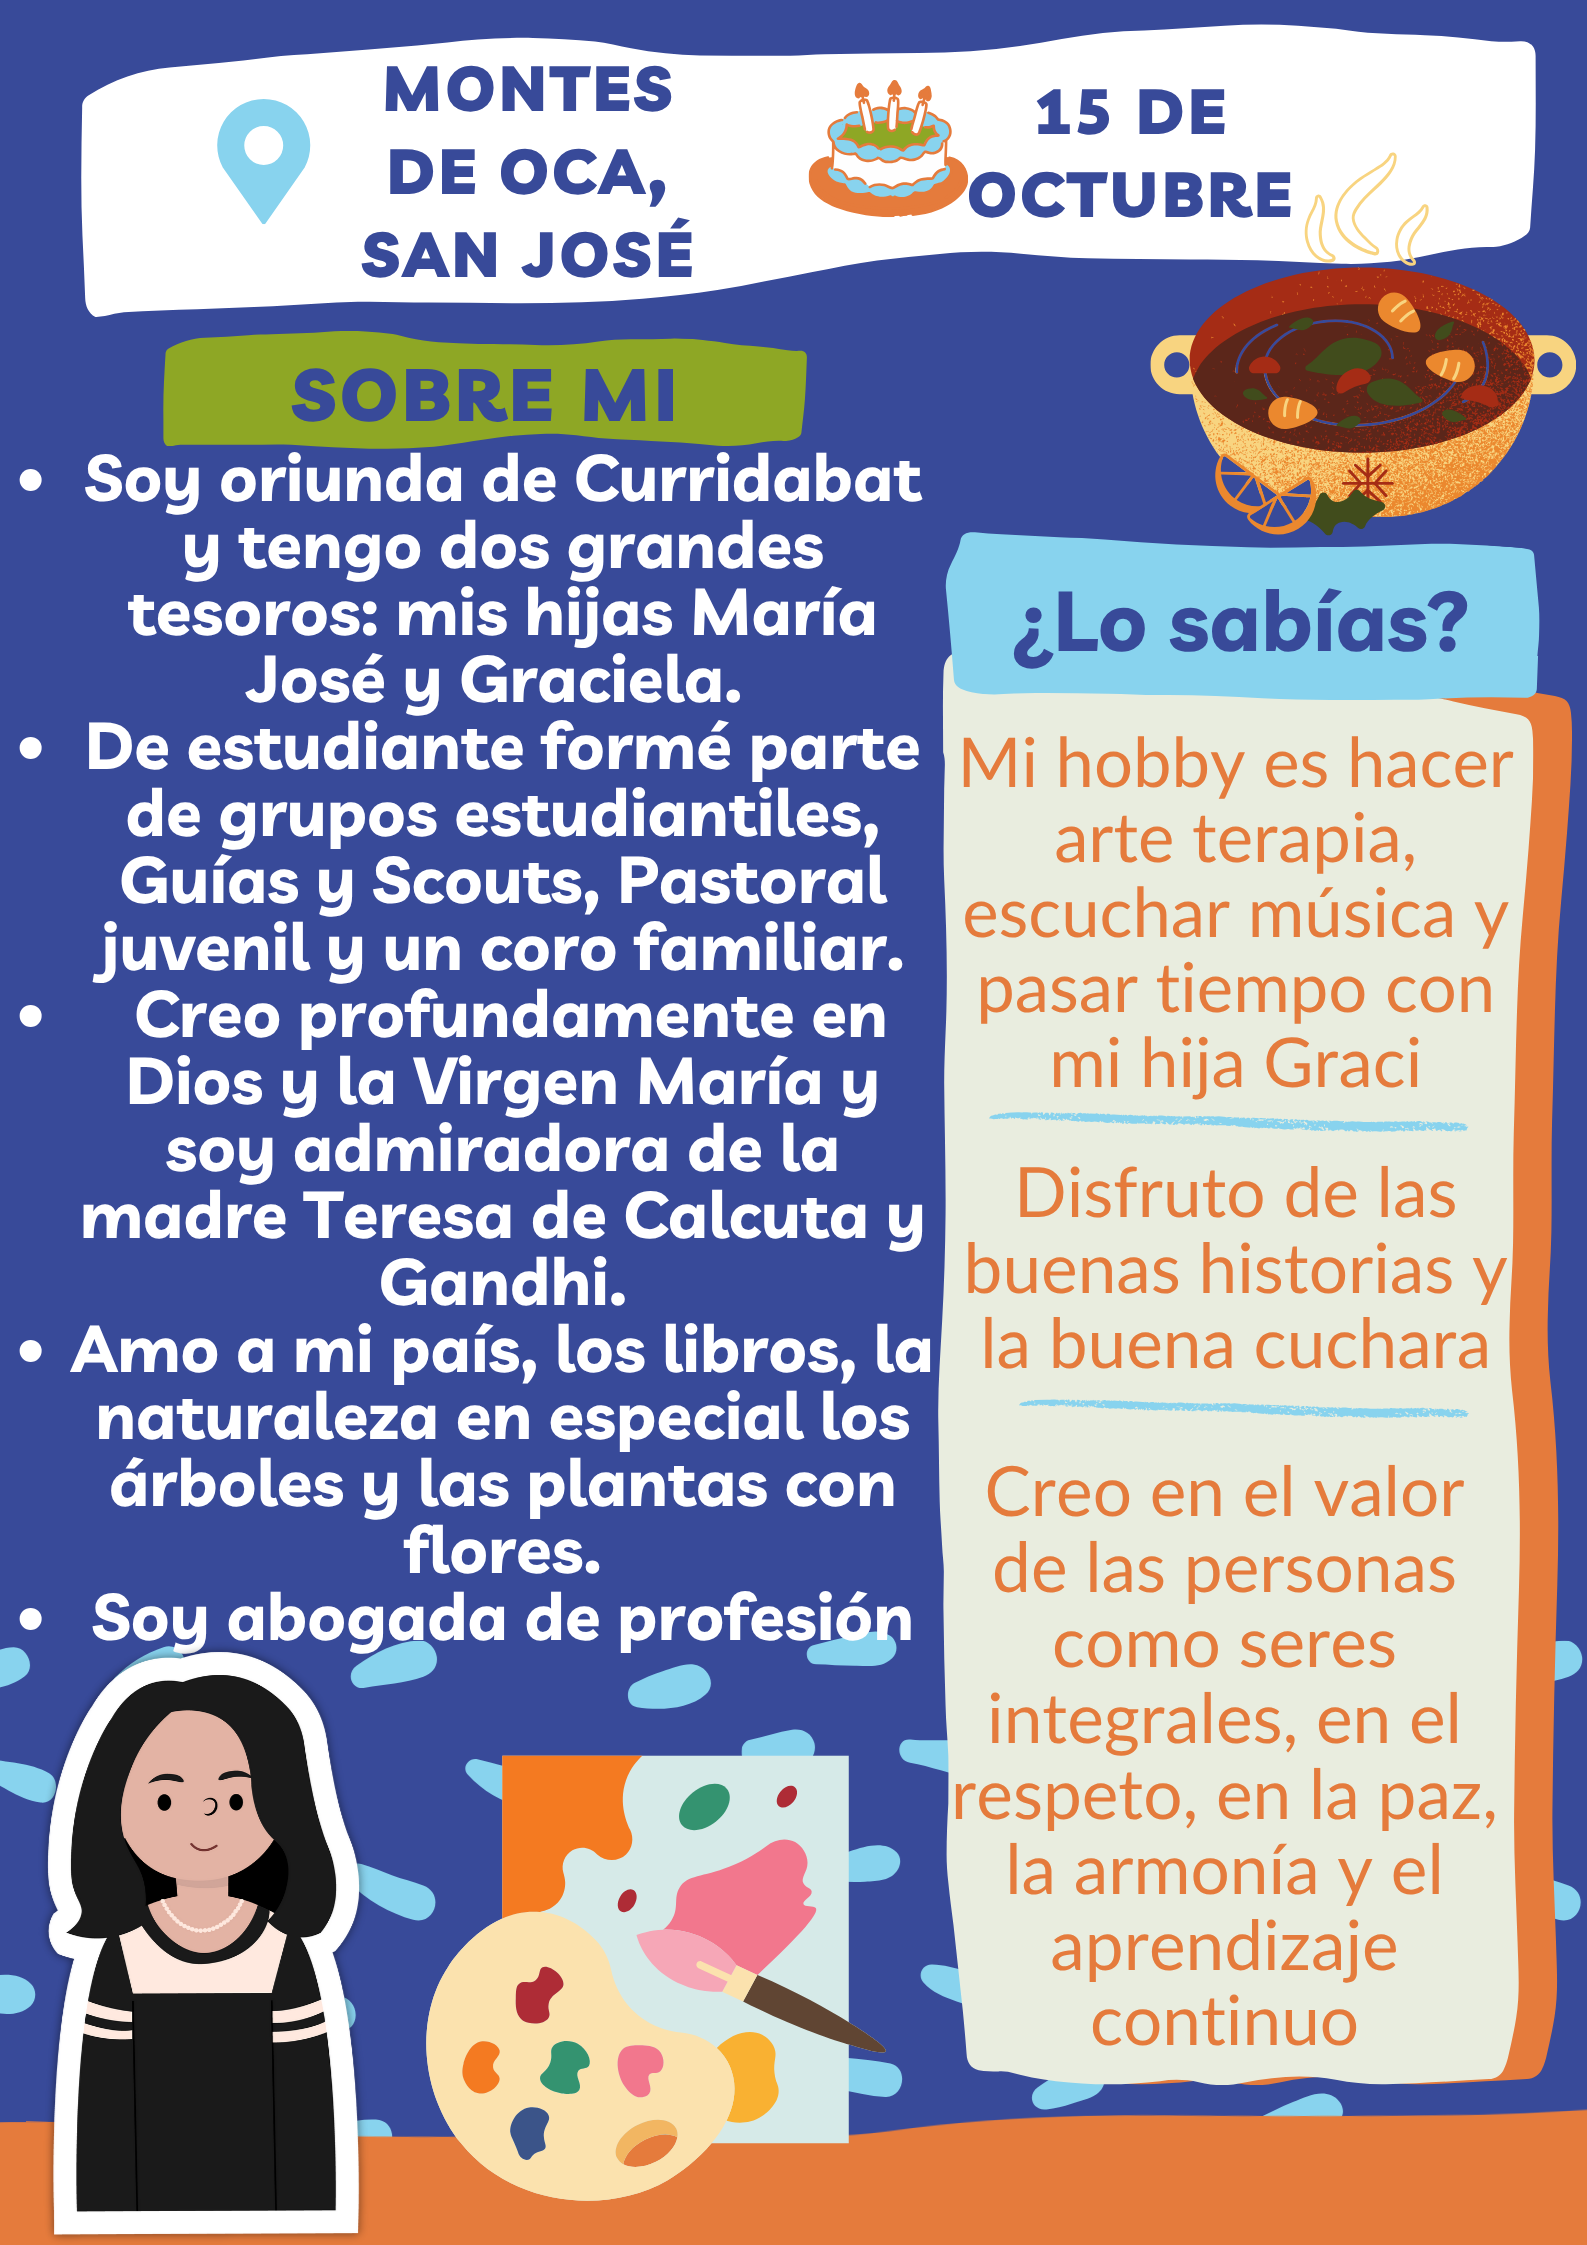 MONTES
DE OCA,
SAN JOSÉ
15 DE
OCTUBRE
SOBRE MI
• Soy oriunda de Curridabat
y tengo dos grandes
tesoros: mis hijas María
José y Graciela.
• De estudiante formé parte
de grupos estudiantiles,
Guías y Scouts, Pastoral
juvenil y un coro familiar.
• Creo profundamente en
Dios y la Virgen María y
soy admiradora de la
madre Teresa de Calcuta y
Gandhi.
• Amo a mi país, los libros, la
naturaleza en especial los
árboles y las plantas con
flores.
• Soy abogada de profesión
¿Lo sabías?
Mi hobby es hacer
arte terapia,
escuchar música y
pasar tiempo con
mi hija Graci
Disfruto de las
buenas historias y
la buena cuchara
Creo en el valor
de las personas
como seres
integrales, en el
respeto, en la paz,
la armonía y el
aprendizaje
continuo